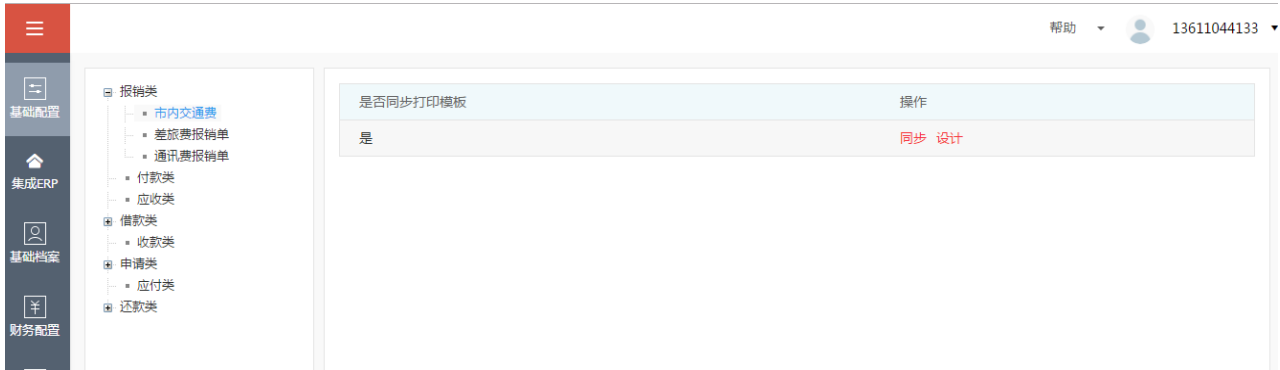 帮助
13611044133
基础配置
集成ERP
基础档案
财务配置
报销类
市内交通费
差旅费报销单
通讯费报销单
付款类
应收类
借款类
收款类
申请类
应付类
还款类
是否同步打印模板 操作
是 同步 设计